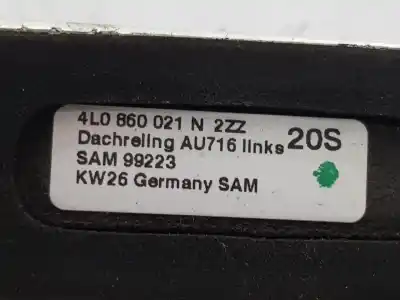 4L0 860 021 N 2ZZ
Dachreling AU716 links 20S
SAM 99223
KW26 Germany SAM